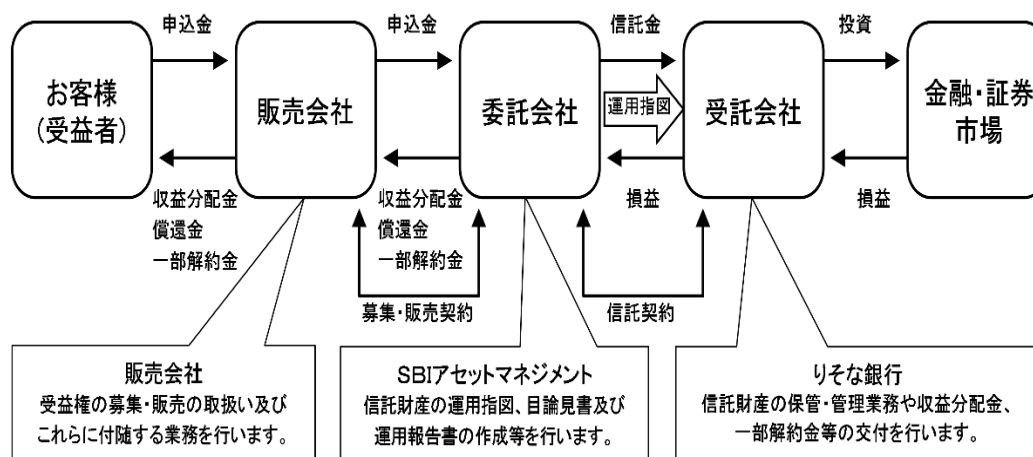 申込金
申込金
信託金
投資
お客様
(受益者)
販売会社
委託会社
運用指図
受託会社
金融・証券
市場
収益分配金
償還金
一部解約金
収益分配金
償還金
一部解約金
損益
損益
募集・販売契約
信託契約
販売会社
受益権の募集・販売の取扱い及び
これらに付随する業務を行います。
SBIアセットマネジメント
信託財産の運用指図、目論見書及び
運用報告書の作成等を行います。
りそな銀行
信託財産の保管・管理業務や収益分配金、
一部解約金等の交付を行います。